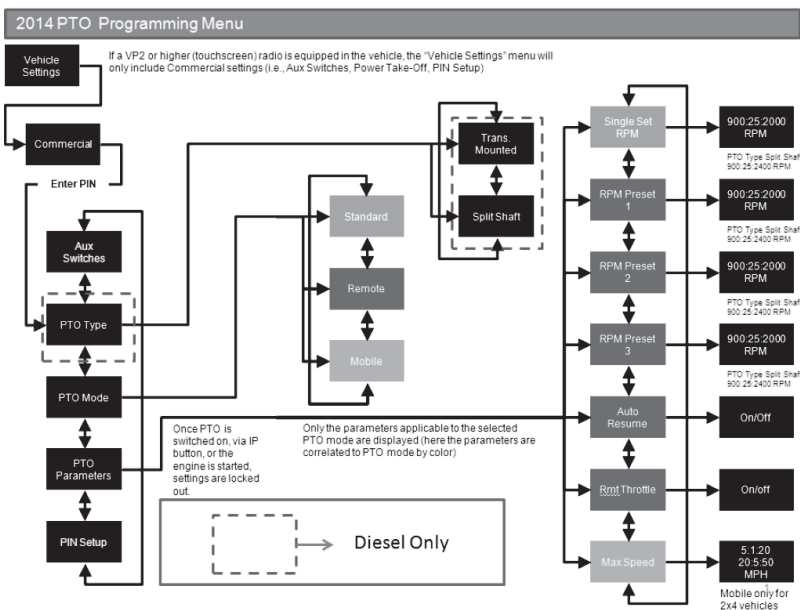 2014 PTO Programming Menu
Vehicle
Settings
If a VP2 or higher (touchscreen) radio is equipped in the vehicle, the “Vehicle Settings” menu will
only include Commercial settings (i.e., Aux Switches, Power Take-Off, PIN Setup)
Commercial
Enter PIN
Aux
Switches
PTO Type
PTO Mode
PTO
Parameters
PIN Setup
Trans.
Mounted
Split Shaft
Standard
Remote
Mobile
Once PTO is
switched on, via IP
button, or the
engine is started,
settings are locked
out.
Only the parameters applicable to the selected
PTO mode are displayed (here the parameters are
correlated to PTO mode by color)
Diesel Only
Single Set
RPM
900:25:2000
RPM
PTO Type Split Shaf
900:25:2400 RPM
RPM Preset
1
900:25:2000
RPM
PTO Type Split Shaf
900:25:2400 RPM
RPM Preset
2
900:25:2000
RPM
PTO Type Split Shaf
900:25:2400 RPM
RPM Preset
3
900:25:2000
RPM
PTO Type Split Shaf
900:25:2400 RPM
Auto
Resume
On/Off
Rmt Throttle
On/off
Max Speed
5:1:20
20:5:50
MPH
1
Mobile only for
2x4 vehicles